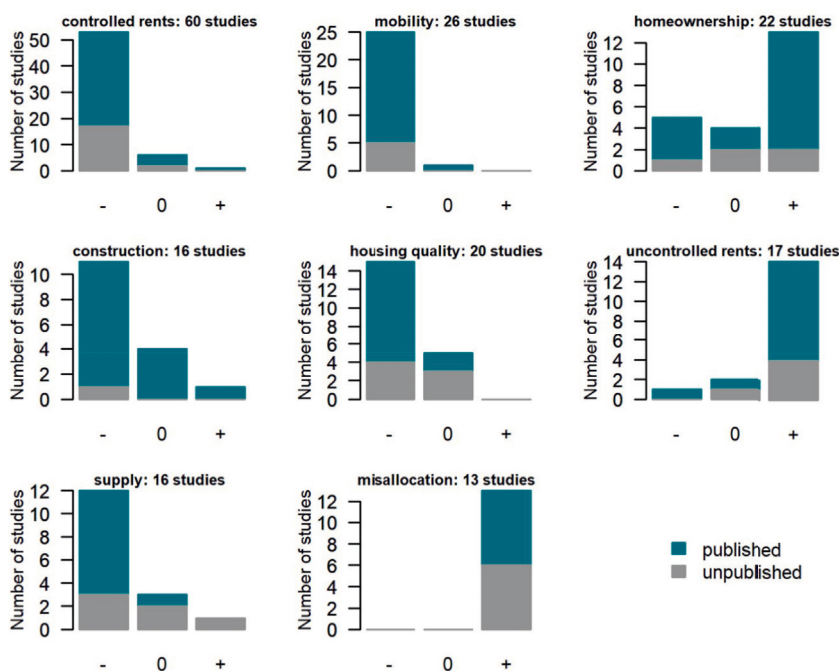 controlled rents: 60 studies
Number of studies
50
40
30
20
10
0
- 0 +
mobility: 26 studies
Number of studies
25
20
15
10
5
0
- 0 +
homeownership: 22 studies
Number of studies
12
10
8
6
4
2
0
- 0 +
construction: 16 studies
Number of studies
10
8
6
4
2
0
- 0 +
housing quality: 20 studies
Number of studies
14
12
10
8
6
4
2
0
- 0 +
uncontrolled rents: 17 studies
Number of studies
14
12
10
8
6
4
2
0
- 0 +
supply: 16 studies
Number of studies
12
10
8
6
4
2
0
- 0 +
misallocation: 13 studies
Number of studies
12
10
8
6
4
2
0
- 0 +
published
unpublished